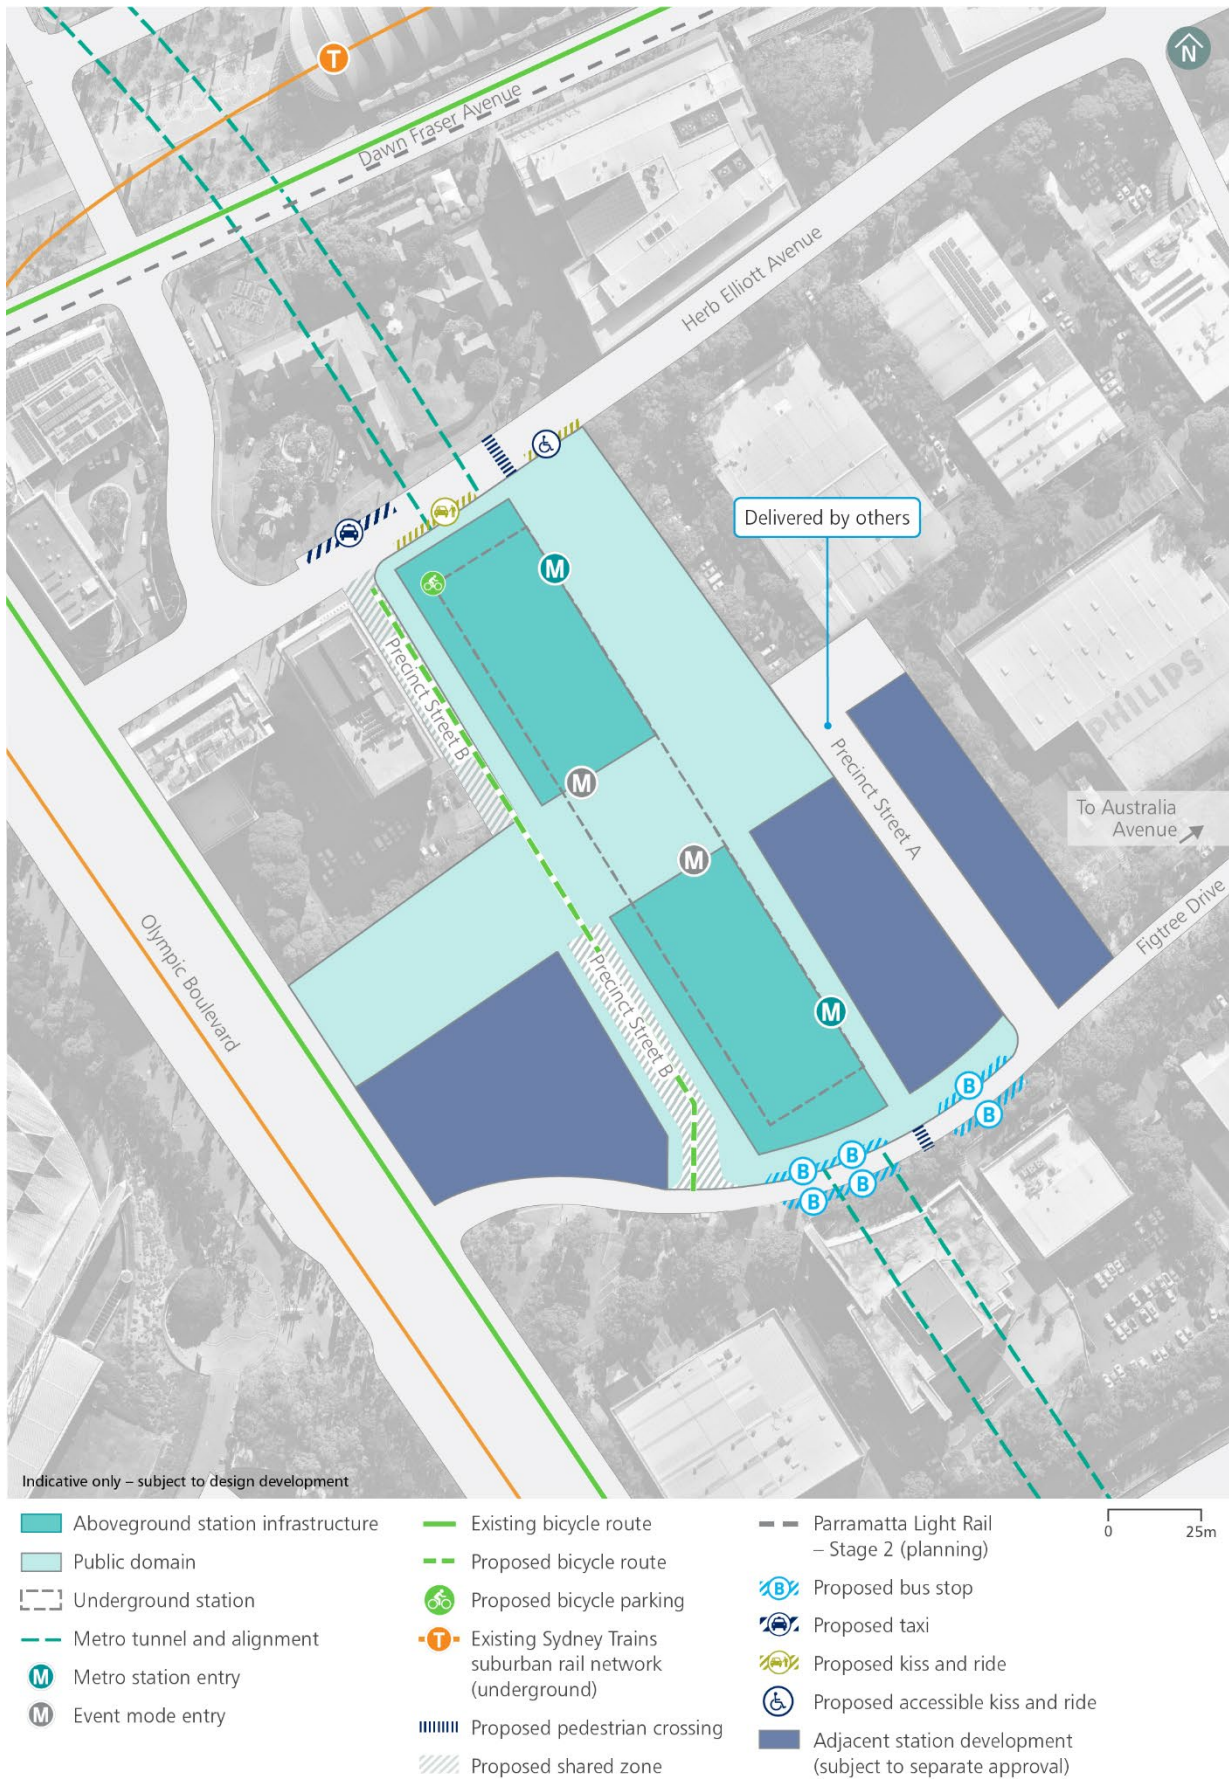 N
T
Dawn Fraser Avenue
Herb Elliott Avenue
Delivered by others
M
Precinct Street B
PHILIPS
Precinct Street A
M
To Australia
Avenue
M
Figtree Drive
Olympic Boulevard
Precinct Street B
M
B
B
B
B
B
B
Indicative only – subject to design development
Aboveground station infrastructure
Public domain
Underground station
Metro tunnel and alignment
M Metro station entry
M Event mode entry
Existing bicycle route
Proposed bicycle route
Proposed bicycle parking
T Existing Sydney Trains
suburban rail network
(underground)
Proposed pedestrian crossing
Proposed shared zone
Parramatta Light Rail
– Stage 2 (planning)
B Proposed bus stop
Proposed taxi
Proposed kiss and ride
Proposed accessible kiss and ride
Adjacent station development
(subject to separate approval)
0 25m